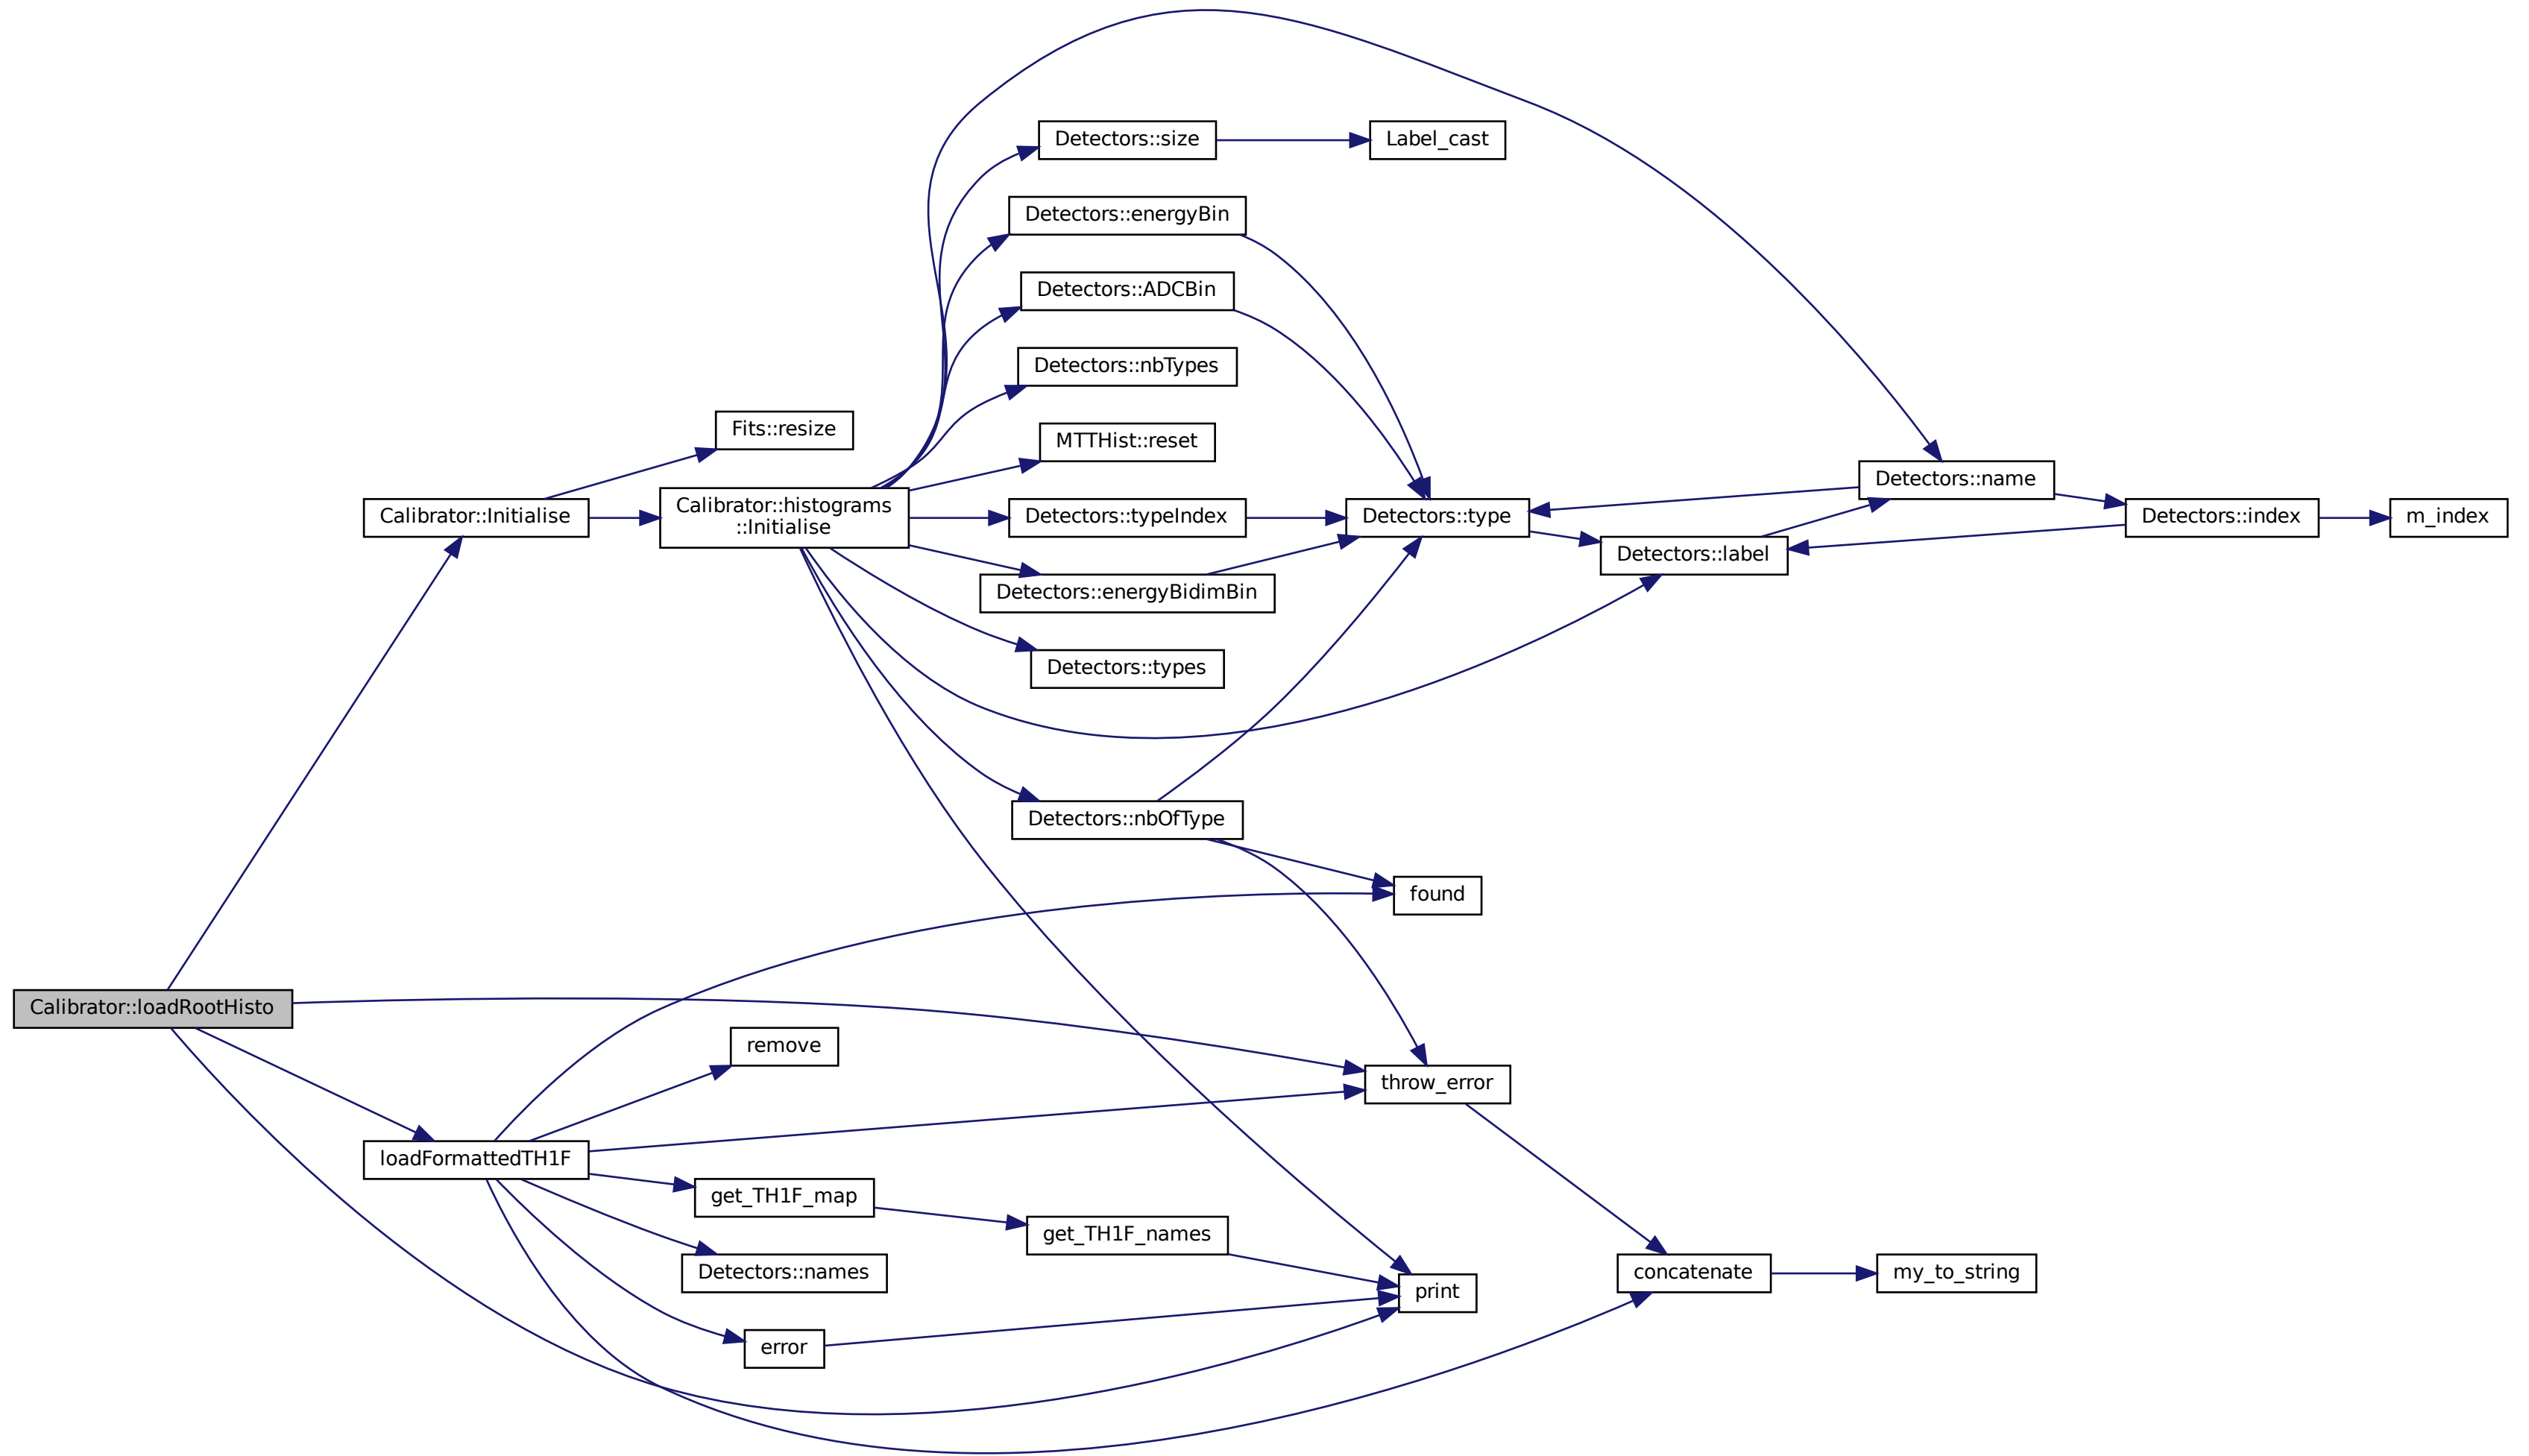 Detectors::size
Label_cast
Detectors::energyBin
Detectors::ADCBin
Detectors::nbTypes
Fits::resize
MTTHist::reset
Detectors::name
Calibrator::Initialise
Calibrator::histograms
::Initialise
Detectors::typeIndex
Detectors::type
Detectors::index
m_index
Detectors::label
Detectors::energyBidimBin
Detectors::types
Detectors::nbOfType
found
Calibrator::loadRootHisto
remove
throw_error
loadFormattedTH1F
get_TH1F_map
get_TH1F_names
Detectors::names
concatenate
my_to_string
print
error